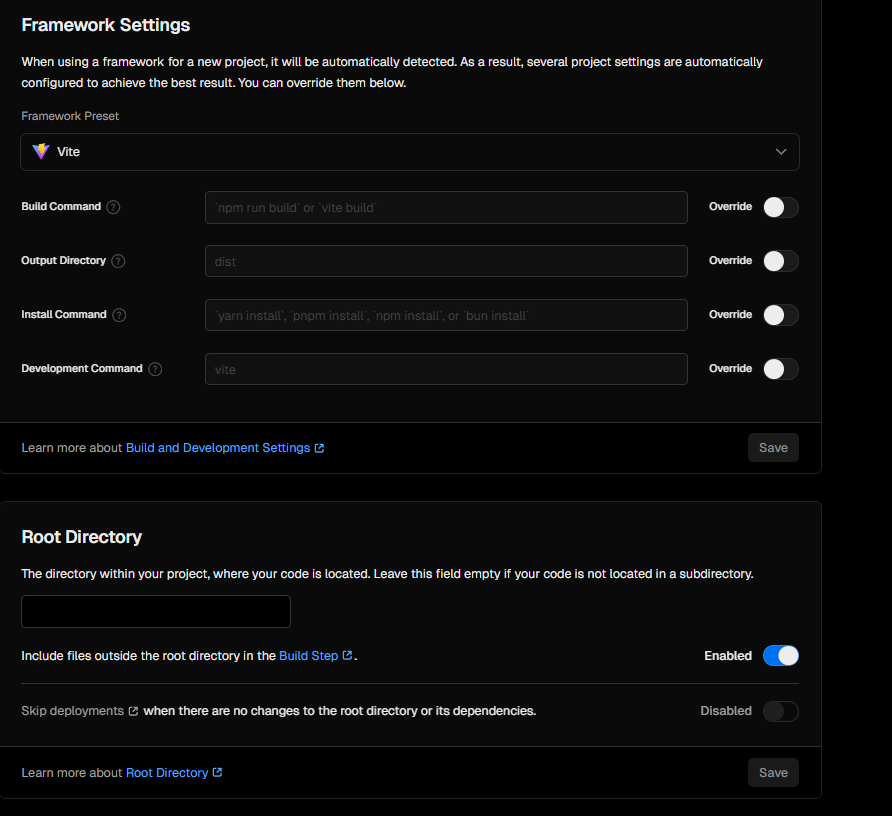 Framework Settings
When using a framework for a new project, it will be automatically detected. As a result, several project settings are automatically
configured to achieve the best result. You can override them below.
Framework Preset
Vite
Build Command ?
`npm run build` or `vite build`
Override
Output Directory ?
dist
Override
Install Command ?
`yarn install`, `pnpm install`, `npm install`, or `bun install`
Override
Development Command ?
vite
Override
Learn more about Build and Development Settings
Save
Root Directory
The directory within your project, where your code is located. Leave this field empty if your code is not located in a subdirectory.
Include files outside the root directory in the Build Step.
Enabled
Skip deployments when there are no changes to the root directory or its dependencies.
Disabled
Learn more about Root Directory
Save